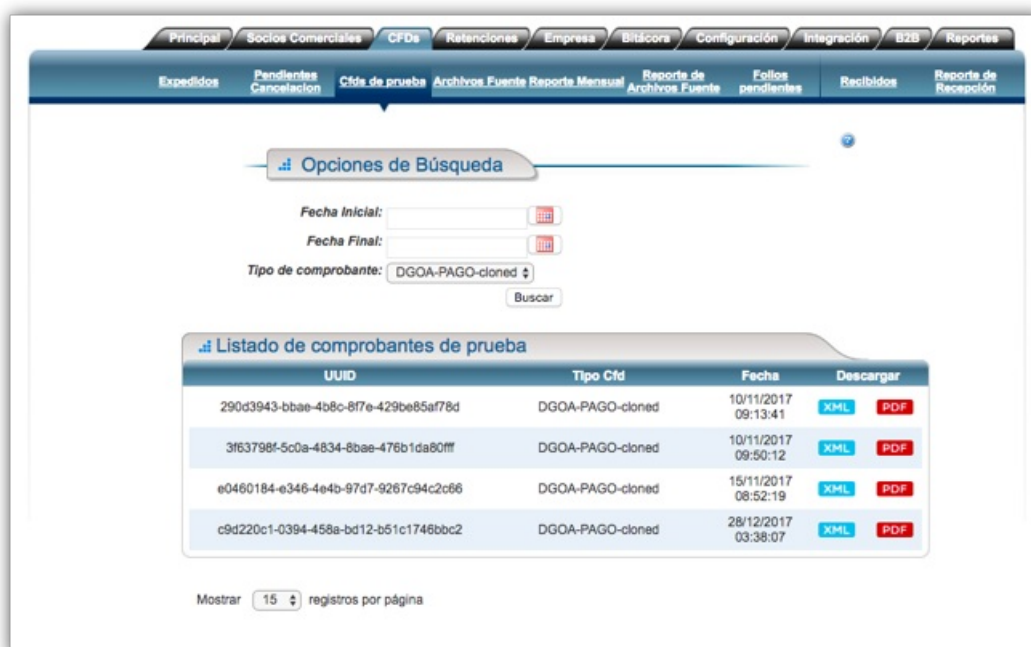 Principal Socios Comerciales CFDs Retenciones Empresa Bitácora Configuración Integración B2B Reportes
Expedidos Pendientes Cancelacion Cfds de prueba Archivos Fuente Reporte Mensual Reporte de Archivos Fuente Folios pendientes Recibidos Reporte de Recepción
Opciones de Búsqueda
Fecha Inicial:
Fecha Final:
Tipo de comprobante: DGOA-PAGO-cloned
Buscar
Listado de comprobantes de prueba
UUID Tipo Cfd Fecha Descargar
290d3943-bbae-4b8c-8f7e-429be85af78d DGOA-PAGO-cloned 10/11/2017 09:13:41 XML PDF
3f63798f-5c0a-4834-8bae-476b1da80fff DGOA-PAGO-cloned 10/11/2017 09:50:12 XML PDF
e0460184-e346-4e4b-97d7-9267c94c2c66 DGOA-PAGO-cloned 15/11/2017 08:52:19 XML PDF
c9d220c1-0394-458a-bd12-b51c1746bbc2 DGOA-PAGO-cloned 28/12/2017 03:38:07 XML PDF
Mostrar 15 registros por página